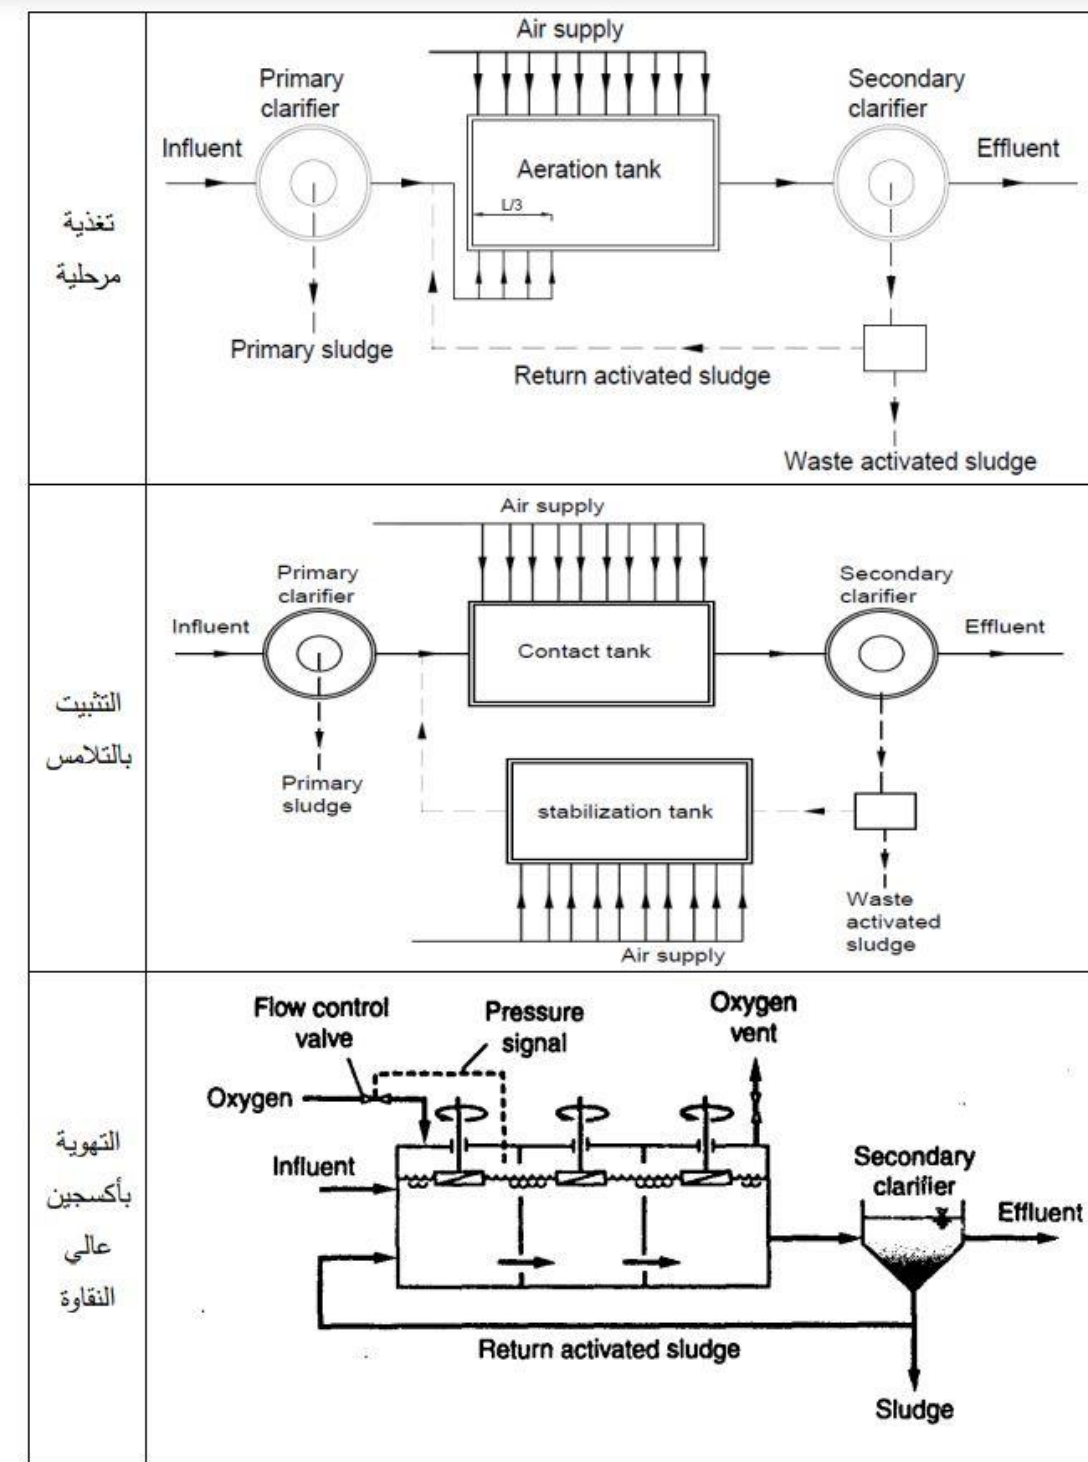 تغذية
مرحلية
Air supply
Primary
clarifier
Secondary
clarifier
Influent
Aeration tank
Effluent
L/3
Primary sludge
Return activated sludge
Waste activated sludge
التثبيت
بالتلامس
Air supply
Primary
clarifier
Secondary
clarifier
Influent
Contact tank
Effluent
Primary
sludge
stabilization tank
Waste
activated
sludge
Air supply
التهوية
بأكسجين
عالي
النقاوة
Flow control
valve
Pressure
signal
Oxygen
vent
Oxygen
Influent
Secondary
clarifier
Effluent
Return activated sludge
Sludge